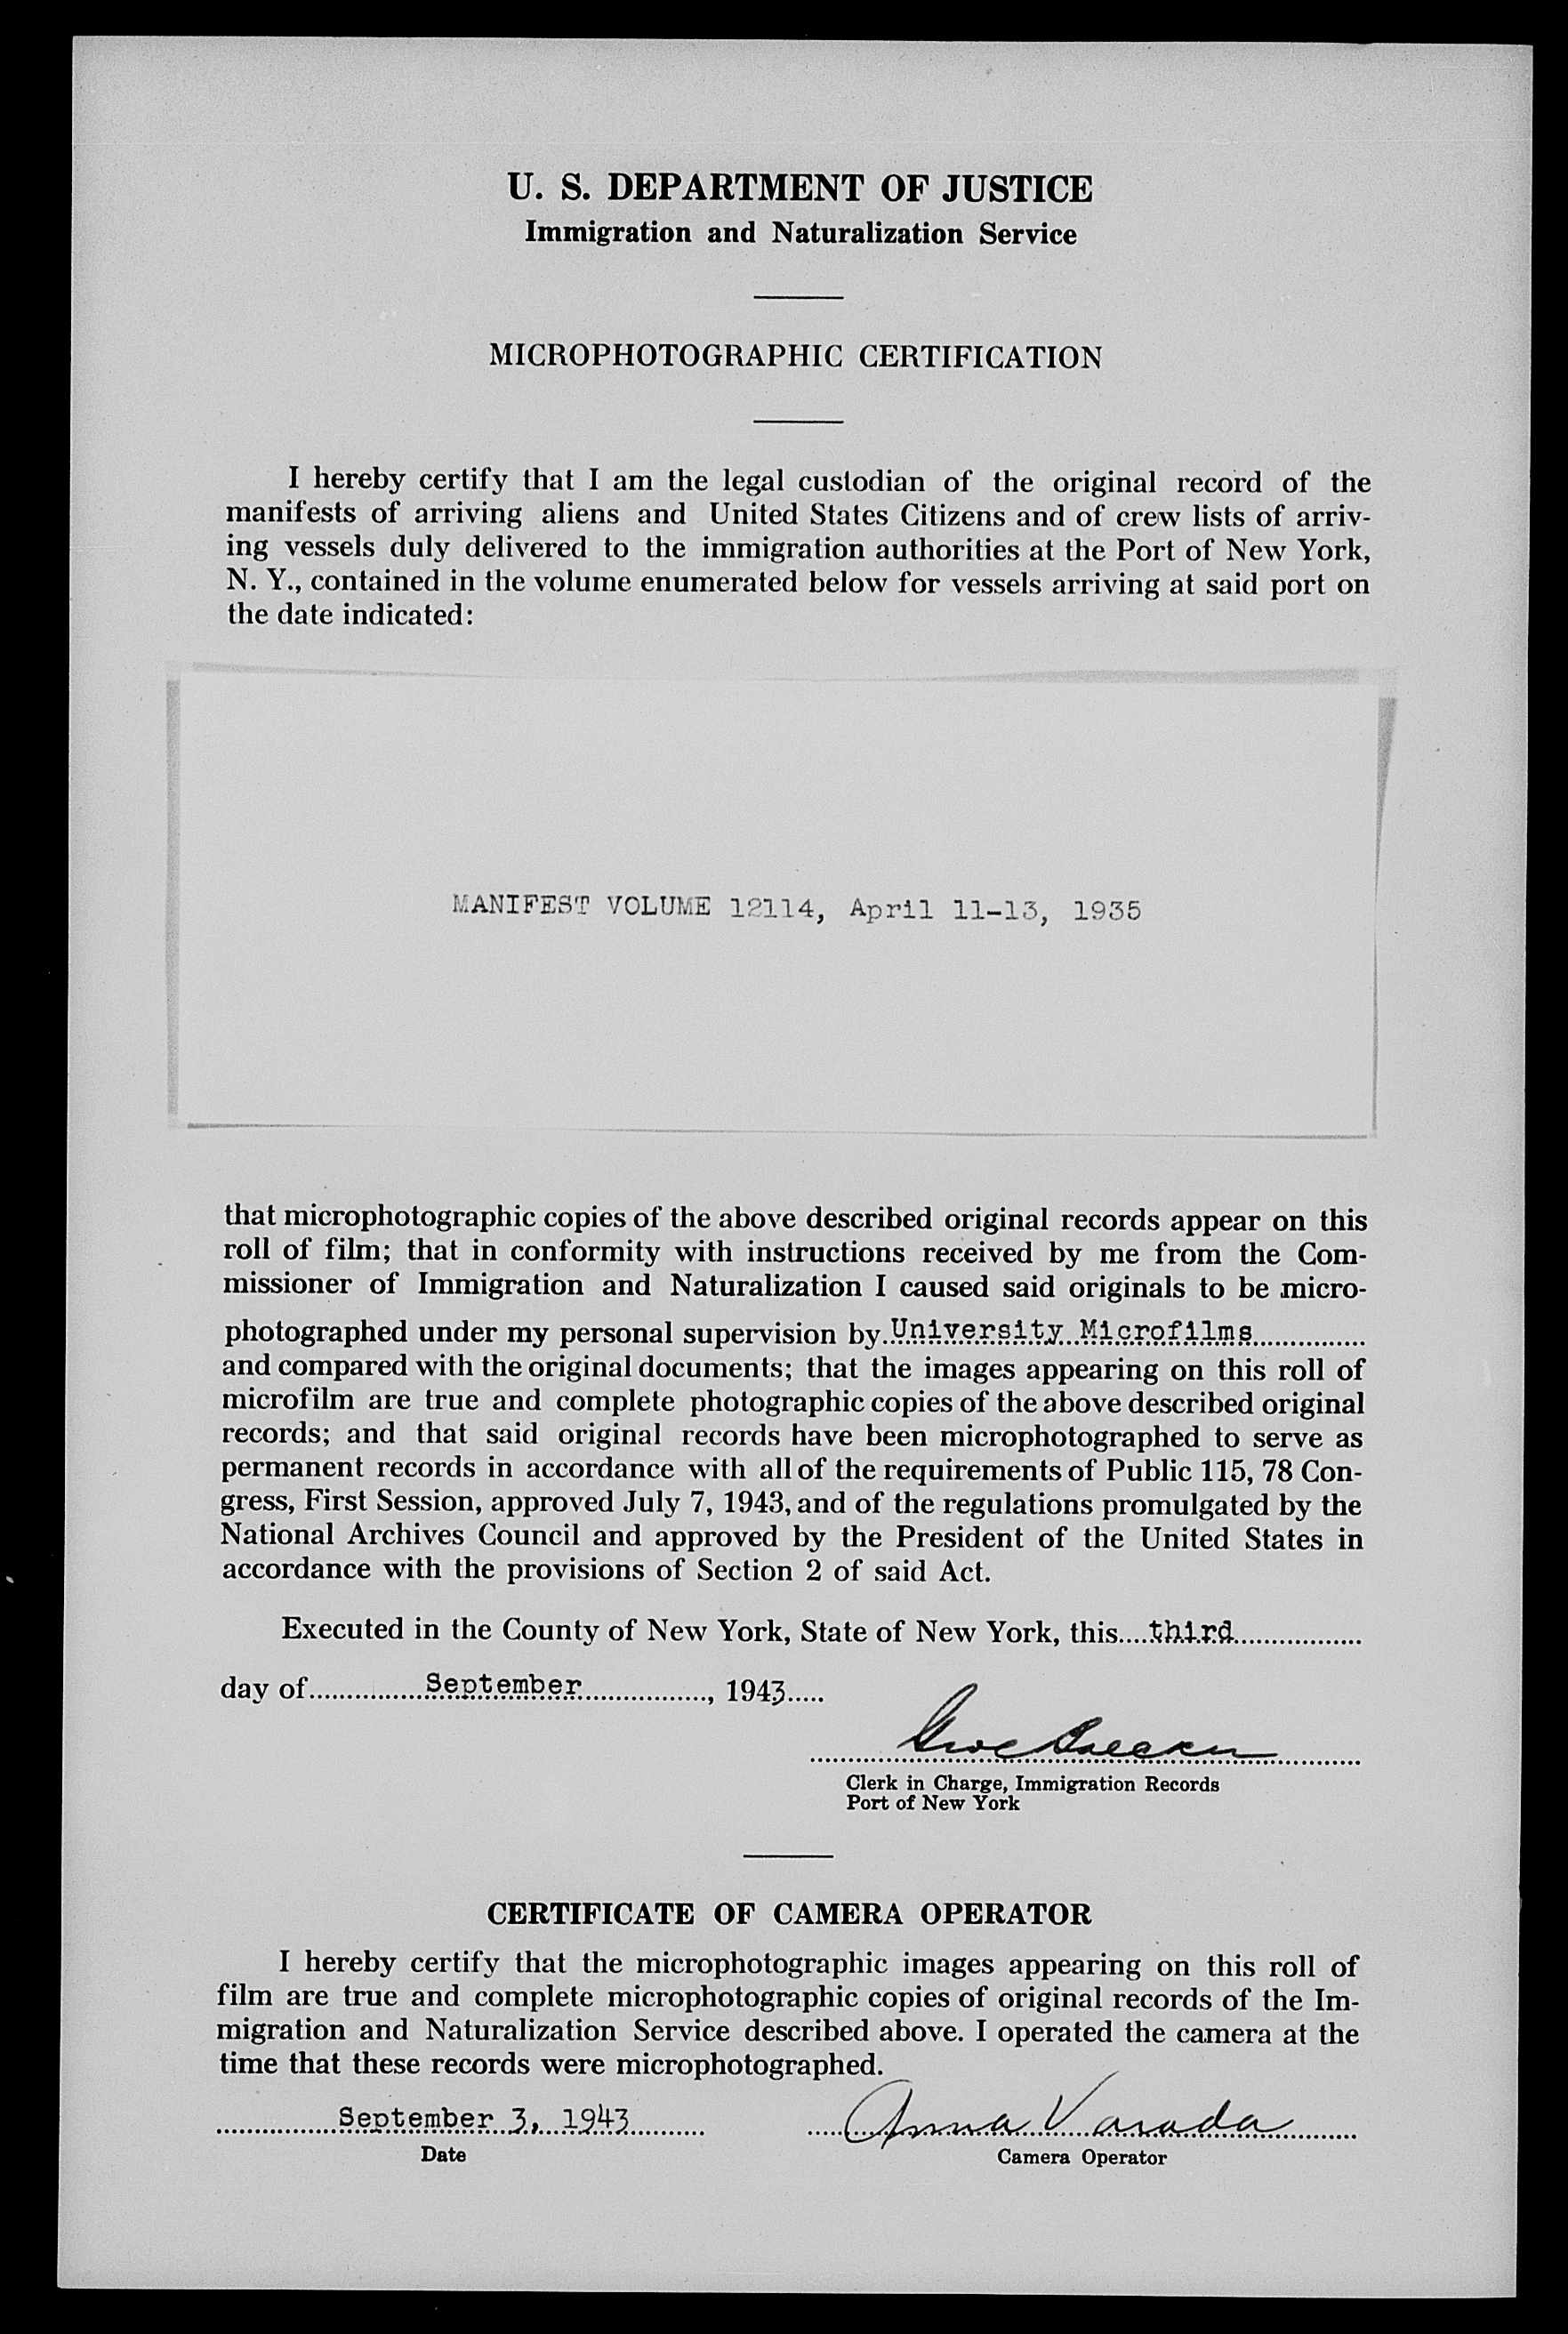 U. S. DEPARTMENT OF JUSTICE
Immigration and Naturalization Service
MICROPHOTOGRAPHIC CERTIFICATION
I hereby certify that I am the legal custodian of the original record of the
manifests of arriving aliens and United States Citizens and of crew lists of arriv-
ing vessels duly delivered to the immigration authorities at the Port of New York,
N. Y., contained in the volume enumerated below for vessels arriving at said port on
the date indicated:
MANIFEST VOLUME 12114, April 11-13, 1935
that microphotographic copies of the above described original records appear on this
roll of film; that in conformity with instructions received by me from the Com-
missioner of Immigration and Naturalization I caused said originals to be micro-
photographed under my personal supervision by University Microfilms
and compared with the original documents; that the images appearing on this roll of
microfilm are true and complete photographic copies of the above described original
records; and that said original records have been microphotographed to serve as
permanent records in accordance with all of the requirements of Public 115, 78 Con-
gress, First Session, approved July 7, 1943, and of the regulations promulgated by the
National Archives Council and approved by the President of the United States in
accordance with the provisions of Section 2 of said Act.
Executed in the County of New York, State of New York, this....third
day of September, 1943
Clerk in Charge, Immigration Records
Port of New York
CERTIFICATE OF CAMERA OPERATOR
I hereby certify that the microphotographic images appearing on this roll of
film are true and complete microphotographic copies of original records of the Im-
migration and Naturalization Service described above. I operated the camera at the
time that these records were microphotographed.
September 3, 1943 Anna Varada
Date Camera Operator